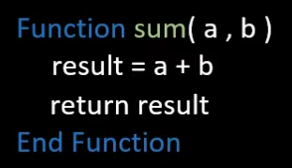 Function sum( a , b )
result = a + b
return result
End Function